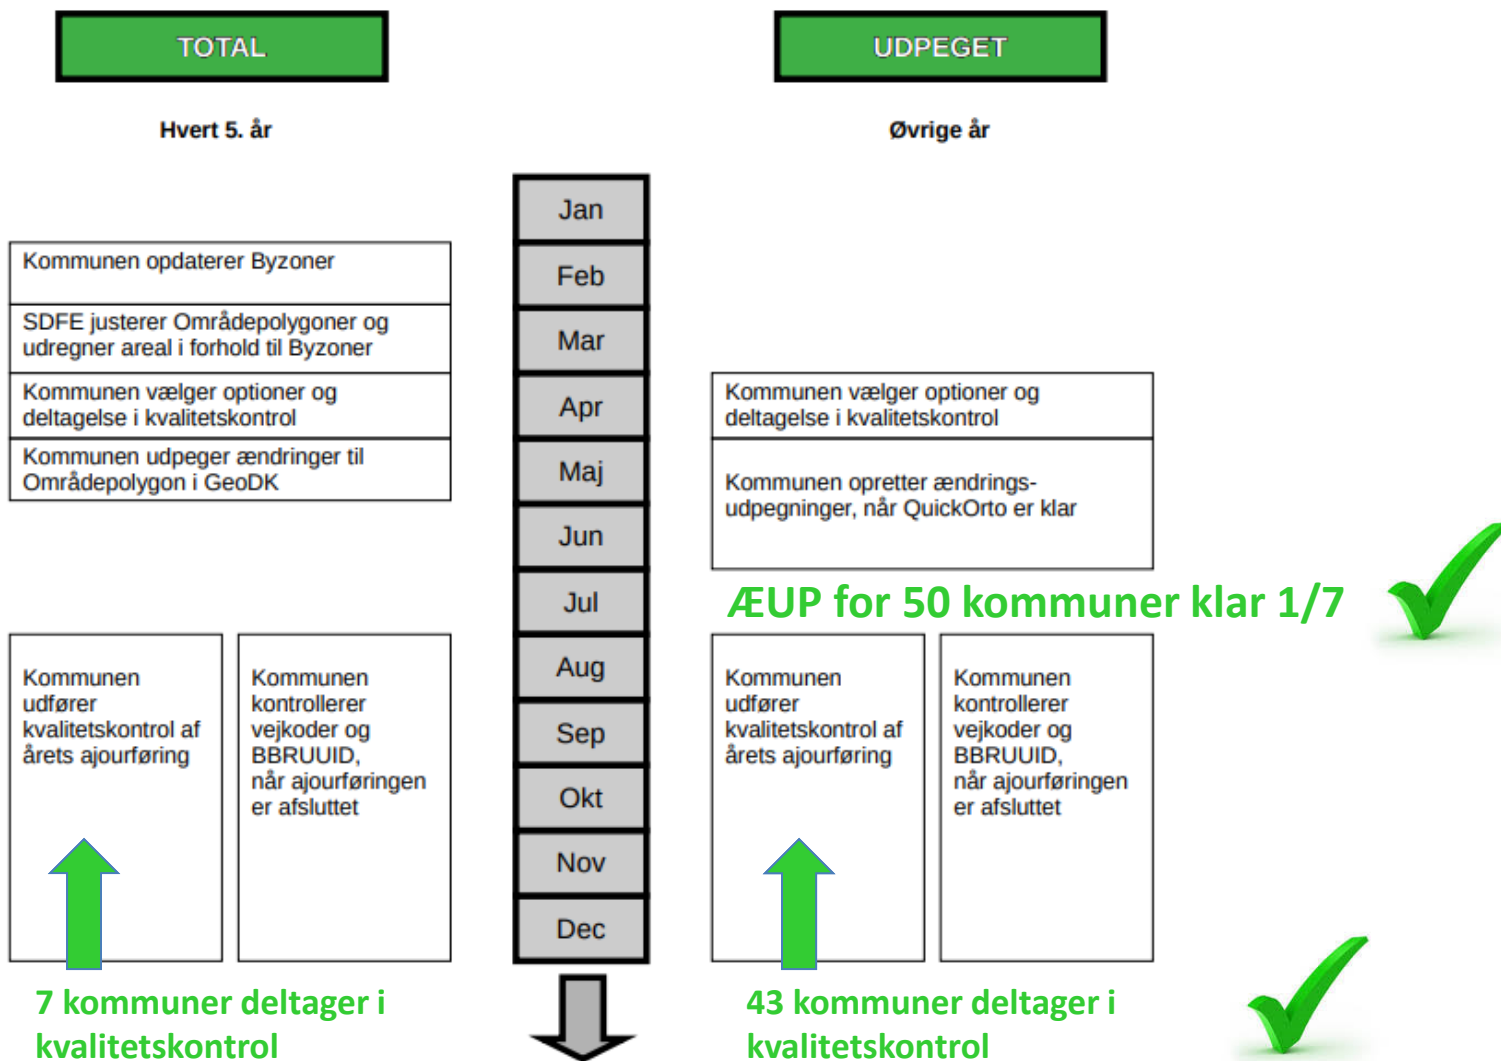 TOTAL
Hvert 5. år
Kommunen opdaterer Byzoner
SDFE justerer Områdepolygoner og
udregner areal i forhold til Byzoner
Kommunen vælger optioner og
deltagelse i kvalitetskontrol
Kommunen udpeger ændringer til
Områdepolygon i GeoDK
Kommunen
udfører
kvalitetskontrol af
årets ajourføring
Kommunen
kontrollerer
vejkoder og
BBRUUID,
når ajourføringen
er afsluttet
7 kommuner deltager i
kvalitetskontrol
Jan
Feb
Mar
Apr
Maj
Jun
Jul
Aug
Sep
Okt
Nov
Dec
UDPEGET
Øvrige år
Kommunen vælger optioner og
deltagelse i kvalitetskontrol
Kommunen opretter ændrings-
udpegninger, når QuickOrto er klar
ÆUP for 50 kommuner klar 1/7
Kommunen
udfører
kvalitetskontrol af
årets ajourføring
Kommunen
kontrollerer
vejkoder og
BBRUUID,
når ajourføringen
er afsluttet
43 kommuner deltager i
kvalitetskontrol